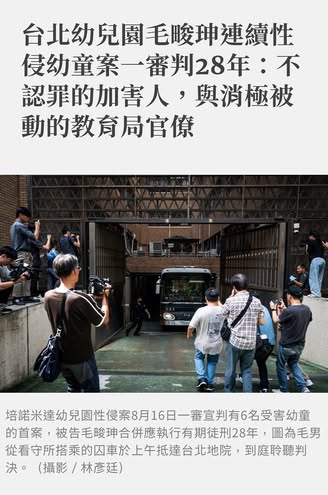 台北幼兒園毛畯珅連續性
侵幼童案一審判28年：不
認罪的加害人，與消極被
動的教育局官僚
培諾米達幼兒園性侵案8月16日一審宣判有6名受害幼童
的首案，被告毛畯珅合併應執行有期徒刑28年，圖為毛男
從看守所搭乘的囚車於上午抵達台北地院，到庭聆聽判
決。（攝影／林彥廷）